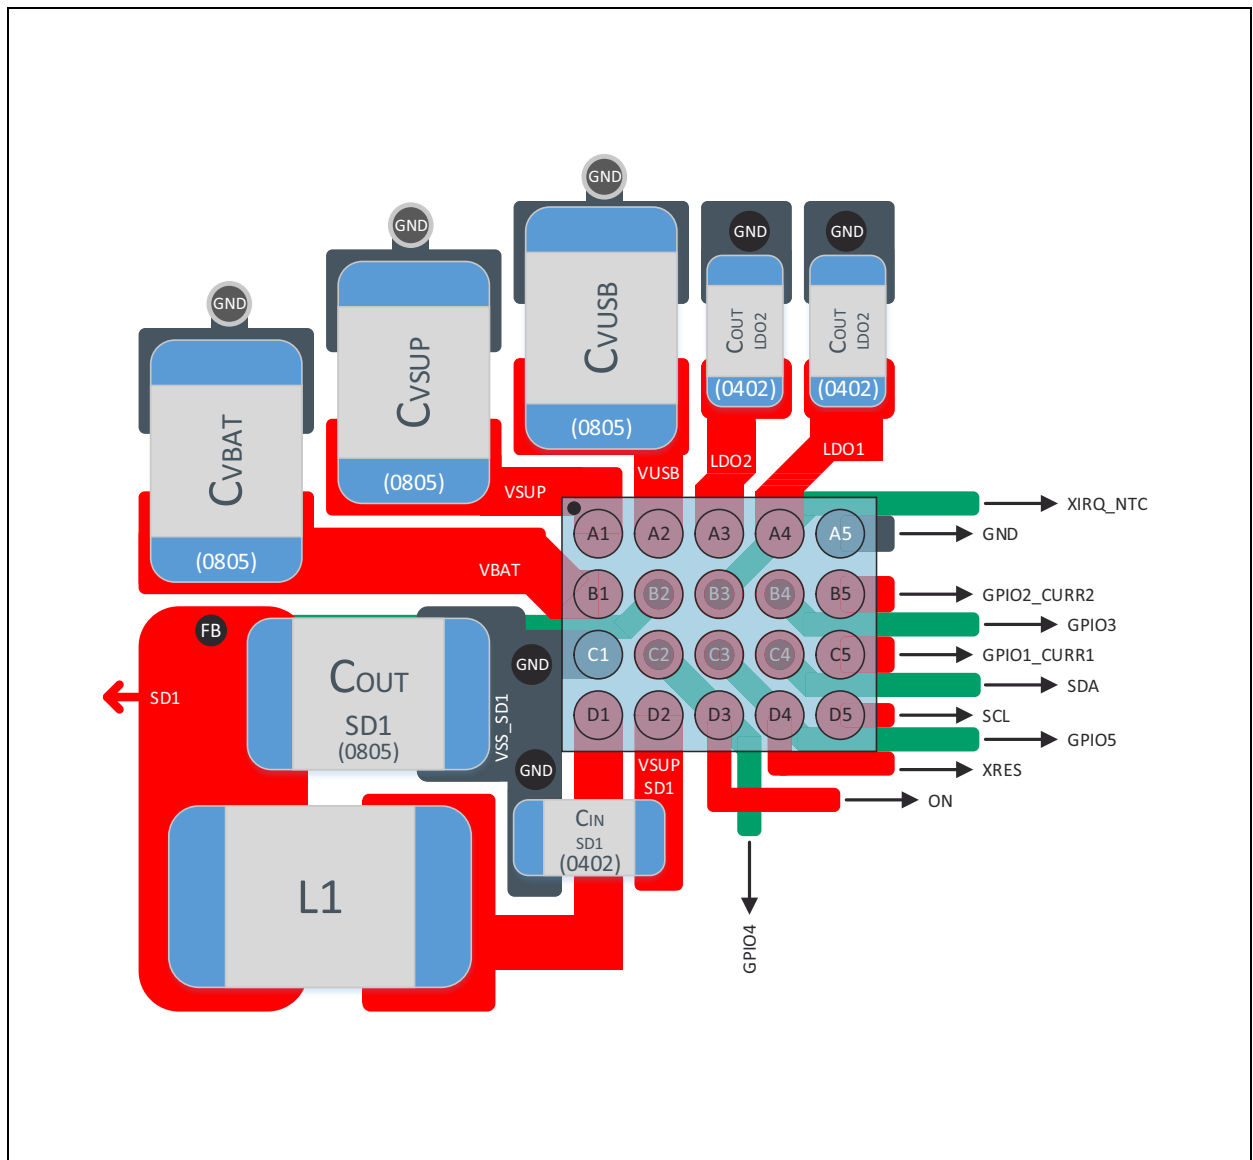 GND
GND
GND
GND
GND
CVUSB
(0805)
CVSUP
(0805)
CVBAT
(0805)
COUT
LDO2
(0402)
COUT
LDO2
(0402)
VUSB
LDO2
LDO1
VSUP
VBAT
A1 A2 A3 A4 A5
B1 B2 B3 B4 B5
C1 C2 C3 C4 C5
D1 D2 D3 D4 D5
XIRQ_NTC
GND
GPIO2_CURR2
GPIO3
GPIO1_CURR1
SDA
SCL
GPIO5
XRES
ON
GPIO4
FB
SD1
COUT
SD1
(0805)
VSS_SD1
GND
GND
VSUP
SD1
CIN
SD1
(0402)
L1